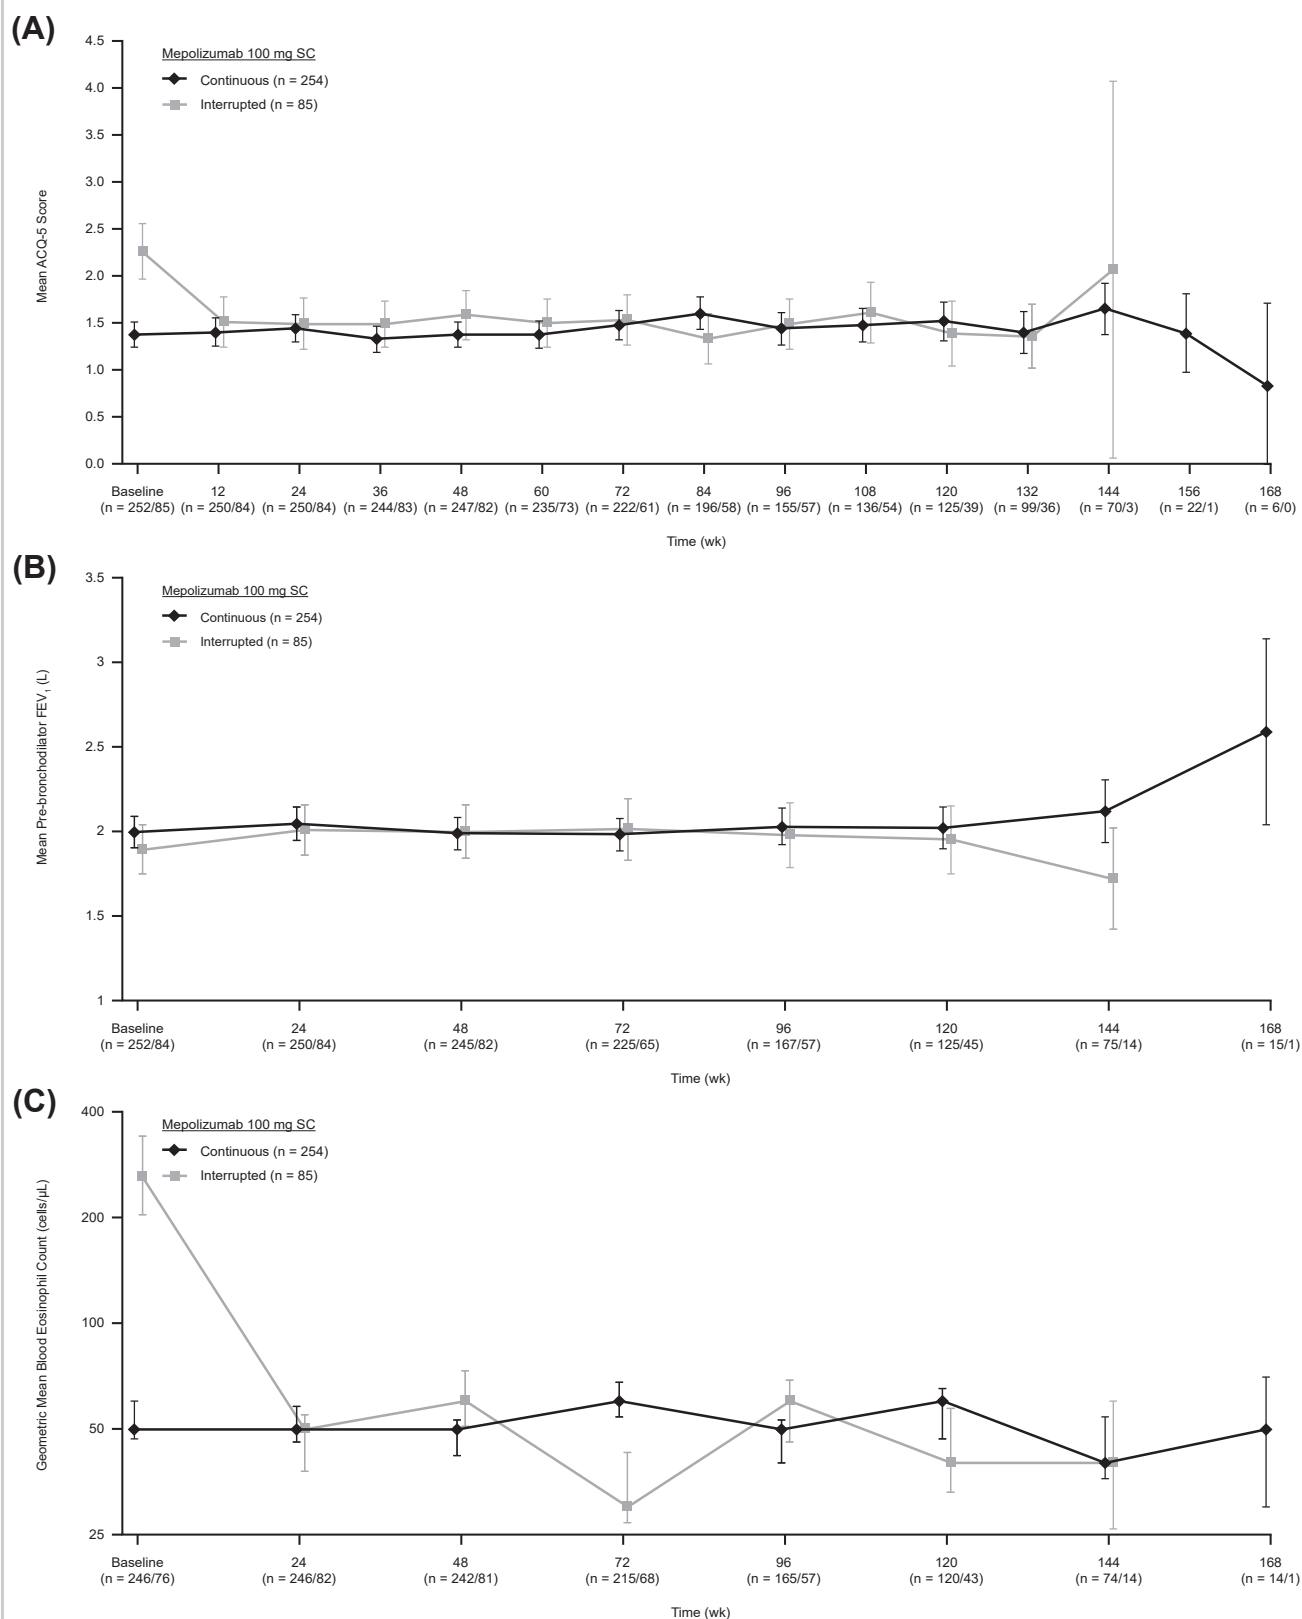 (A)
Mepolizumab 100 mg SC
Continuous (n = 254)
Interrupted (n = 85)
Mean ACQ-5 Score
4.5
4.0
3.5
3.0
2.5
2.0
1.5
1.0
0.5
0.0
Baseline 12 24 36 48 60 72 84 96 108 120 132 144 156 168
(n = 252/85) (n = 250/84) (n = 250/84) (n = 244/83) (n = 247/82) (n = 235/73) (n = 222/61) (n = 196/58) (n = 155/57) (n = 136/54) (n = 125/39) (n = 99/36) (n = 70/3) (n = 22/1) (n = 6/0)
Time (wk)
(B)
Mepolizumab 100 mg SC
Continuous (n = 254)
Interrupted (n = 85)
Mean Pre-bronchodilator FEV₁ (L)
3.5
3
2.5
2
1.5
1
Baseline 24 48 72 96 120 144 168
(n = 252/84) (n = 250/84) (n = 245/82) (n = 225/65) (n = 167/57) (n = 125/45) (n = 75/14) (n = 15/1)
Time (wk)
(C)
Mepolizumab 100 mg SC
Continuous (n = 254)
Interrupted (n = 85)
Geometric Mean Blood Eosinophil Count (cells/µL)
400
200
100
50
25
Baseline 24 48 72 96 120 144 168
(n = 246/76) (n = 246/82) (n = 242/81) (n = 215/68) (n = 165/57) (n = 120/43) (n = 74/14) (n = 14/1)
Time (wk)